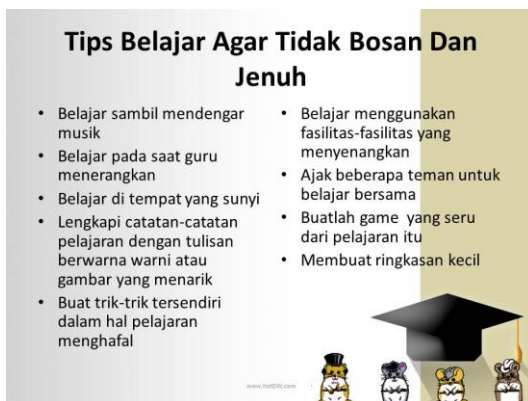 Tips Belajar Agar Tidak Bosan Dan
Jenuh
• Belajar sambil mendengar
musik
• Belajar pada saat guru
menerangkan
• Belajar di tempat yang sunyi
• Lengkapi catatan-catatan
pelajaran dengan tulisan
berwarna warni atau
gambar yang menarik
• Buat trik-trik tersendiri
dalam hal pelajaran
menghafal
• Belajar menggunakan
fasilitas-fasilitas yang
menyenangkan
• Ajak beberapa teman untuk
belajar bersama
• Buatlah game yang seru
dari pelajaran itu
• Membuat ringkasan kecil